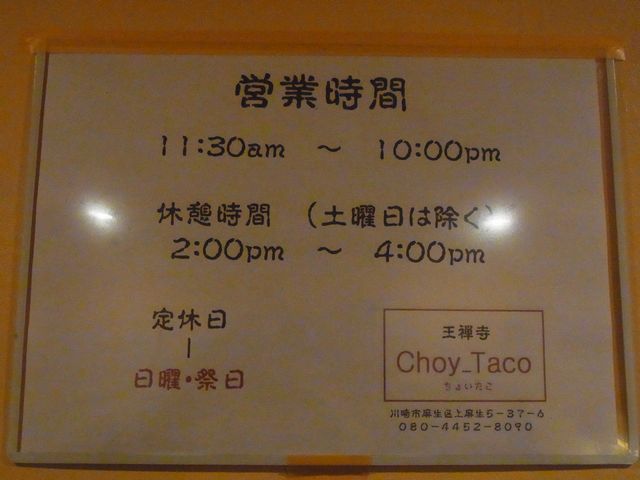 営業時間
11:30am ～ 10:00pm
休憩時間 （土曜日は除く）
2:00pm ～ 4:00pm
定休日
｜
日曜・祭日
王禅寺
Choy_Taco
ちょいたこ
川崎市麻生区上麻生5-37-6
080-4452-8090